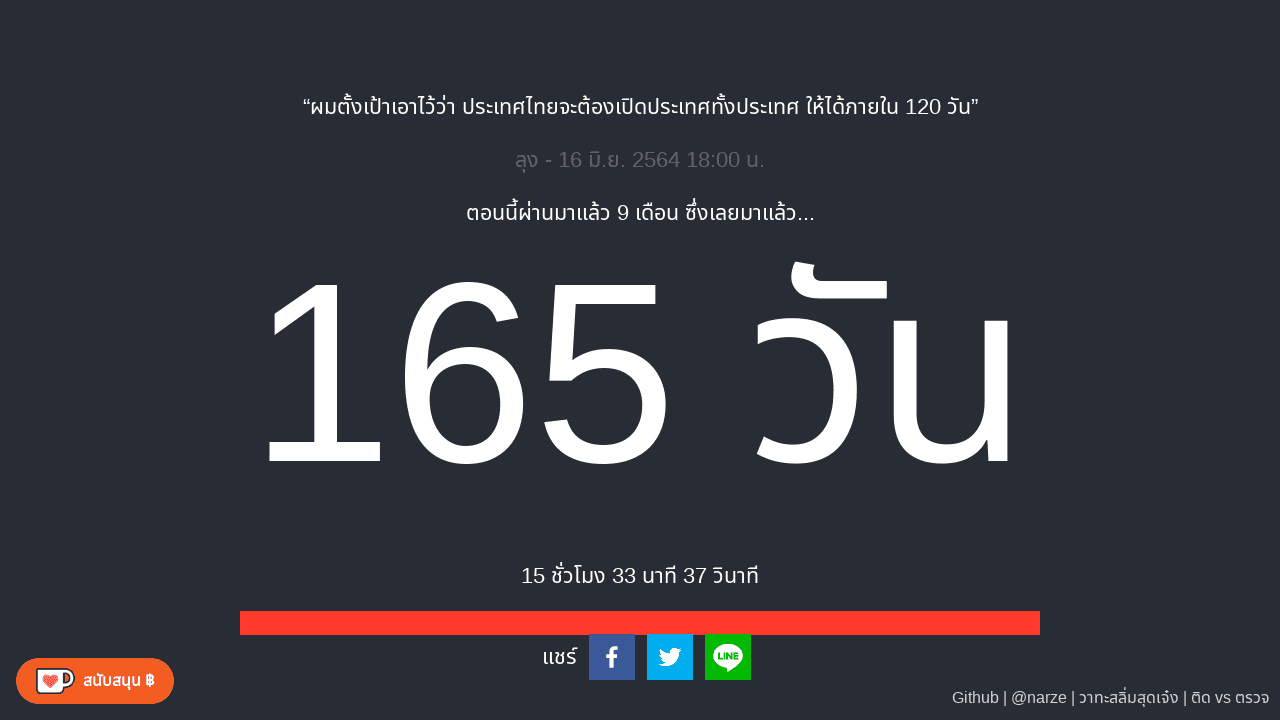 “ผมตั้งเป้าเอาไว้ว่า ประเทศไทยจะต้องเปิดประเทศทั้งประเทศ ให้ได้ภายใน 120 วัน”
ลุง - 16 มิ.ย. 2564 18:00 น.
ตอนนี้ผ่านมาแล้ว 9 เดือน ซึ่งเลยมาแล้ว...
165 วัน
15 ชั่วโมง 33 นาที 37 วินาที
แชร์
LINE
สนับสนุน ฿
Github | @narze | วาทะสลิ่มสุดเจ๋ง | ติด vs ตรวจ